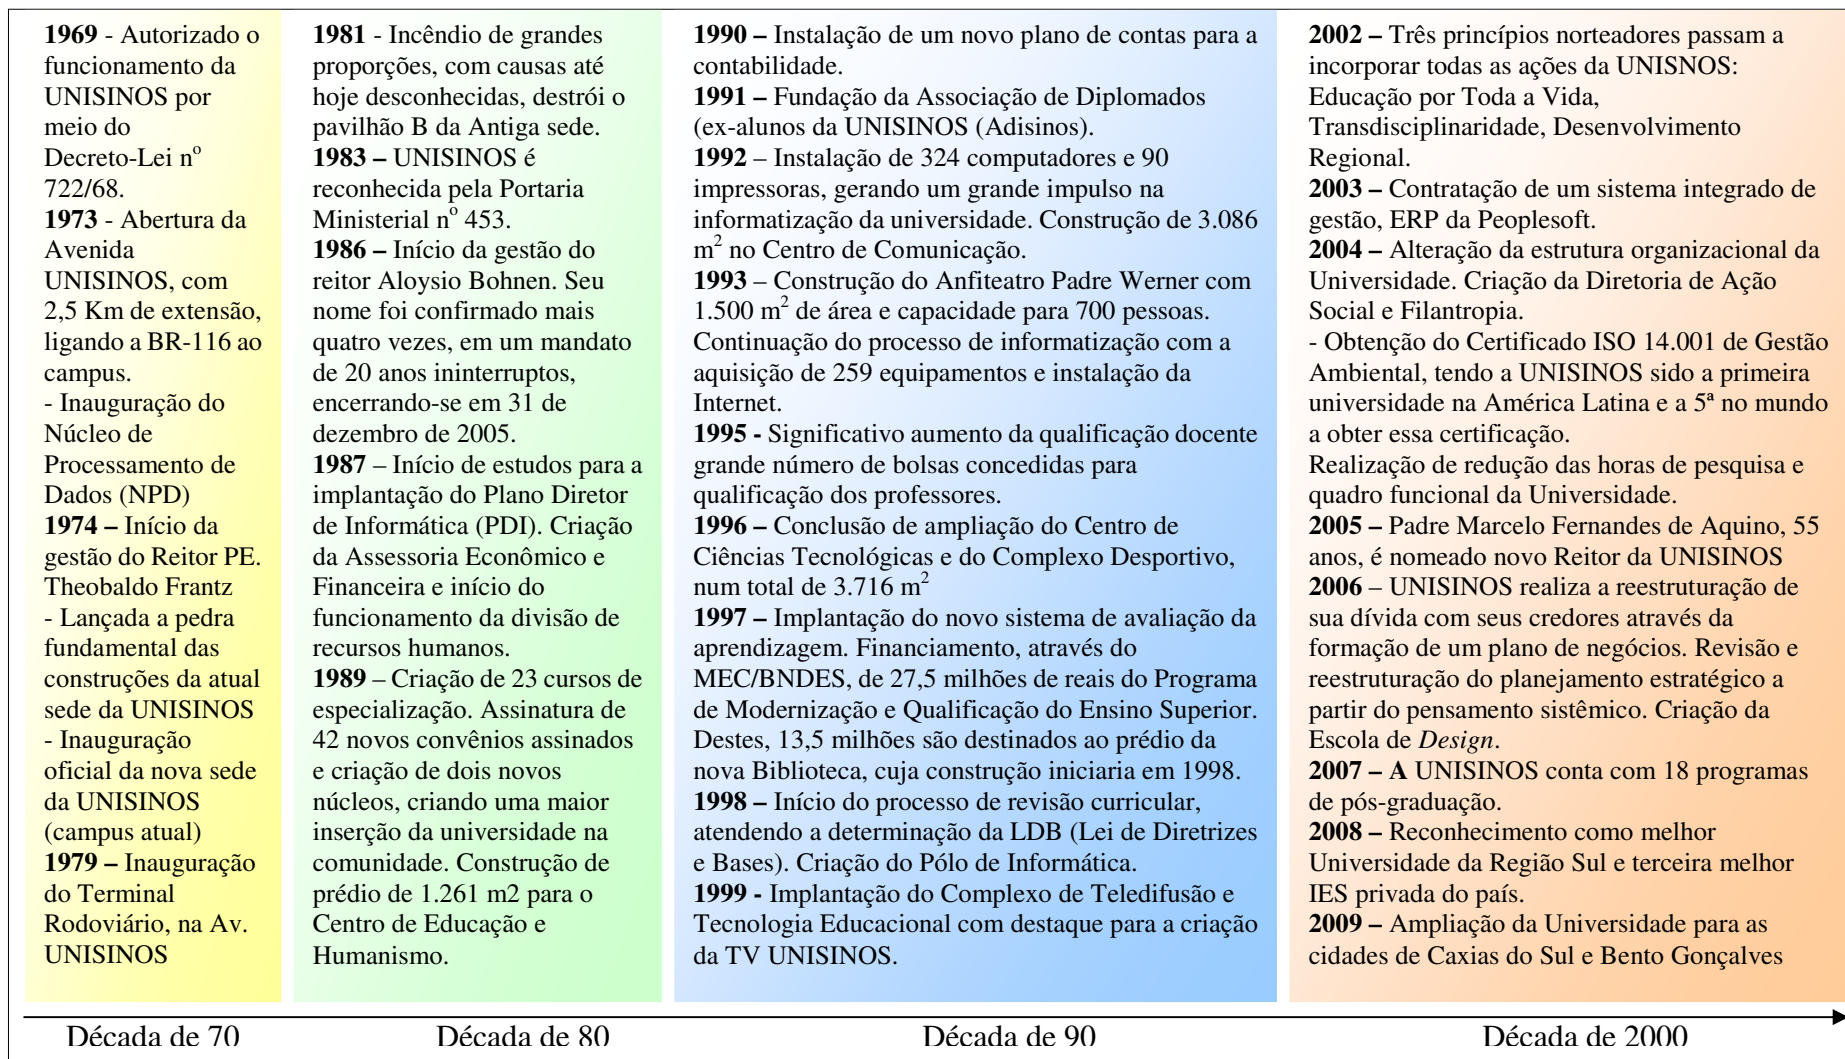 1969 - Autorizado o
funcionamento da
UNISINOS por
meio do
Decreto-Lei nº
722/68.
1973 - Abertura da
Avenida
UNISINOS, com
2,5 Km de extensão,
ligando a BR-116 ao
campus.
- Inauguração do
Núcleo de
Processamento de
Dados (NPD)
1974 – Início da
gestão do Reitor PE.
Theobaldo Frantz
- Lançada a pedra
fundamental das
construções da atual
sede da UNISINOS
- Inauguração
oficial da nova sede
da UNISINOS
(campus atual)
1979 – Inauguração
do Terminal
Rodoviário, na Av.
UNISINOS
1981 - Incêndio de grandes
proporções, com causas até
hoje desconhecidas, destrói o
pavilhão B da Antiga sede.
1983 – UNISINOS é
reconhecida pela Portaria
Ministerial nº 453.
1986 – Início da gestão do
reitor Aloysio Bohnen. Seu
nome foi confirmado mais
quatro vezes, em um mandato
de 20 anos ininterruptos,
encerrando-se em 31 de
dezembro de 2005.
1987 – Início de estudos para a
implantação do Plano Diretor
de Informática (PDI). Criação
da Assessoria Econômico e
Financeira e início do
funcionamento da divisão de
recursos humanos.
1989 – Criação de 23 cursos de
especialização. Assinatura de
42 novos convênios assinados
e criação de dois novos
núcleos, criando uma maior
inserção da universidade na
comunidade. Construção de
prédio de 1.261 m2 para o
Centro de Educação e
Humanismo.
1990 – Instalação de um novo plano de contas para a
contabilidade.
1991 – Fundação da Associação de Diplomados
(ex-alunos da UNISINOS (Adisinos).
1992 – Instalação de 324 computadores e 90
impressoras, gerando um grande impulso na
informatização da universidade. Construção de 3.086
m² no Centro de Comunicação.
1993 – Construção do Anfiteatro Padre Werner com
1.500 m² de área e capacidade para 700 pessoas.
Continuação do processo de informatização com a
aquisição de 259 equipamentos e instalação da
Internet.
1995 - Significativo aumento da qualificação docente
grande número de bolsas concedidas para
qualificação dos professores.
1996 – Conclusão de ampliação do Centro de
Ciências Tecnológicas e do Complexo Desportivo,
num total de 3.716 m²
1997 – Implantação do novo sistema de avaliação da
aprendizagem. Financiamento, através do
MEC/BNDES, de 27,5 milhões de reais do Programa
de Modernização e Qualificação do Ensino Superior.
Destes, 13,5 milhões são destinados ao prédio da
nova Biblioteca, cuja construção iniciaria em 1998.
1998 – Início do processo de revisão curricular,
atendendo a determinação da LDB (Lei de Diretrizes
e Bases). Criação do Pólo de Informática.
1999 - Implantação do Complexo de Teledifusão e
Tecnologia Educacional com destaque para a criação
da TV UNISINOS.
2002 – Três princípios norteadores passam a
incorporar todas as ações da UNISNOS:
Educação por Toda a Vida,
Transdisciplinaridade, Desenvolvimento
Regional.
2003 – Contratação de um sistema integrado de
gestão, ERP da Peoplesoft.
2004 – Alteração da estrutura organizacional da
Universidade. Criação da Diretoria de Ação
Social e Filantropia.
- Obtenção do Certificado ISO 14.001 de Gestão
Ambiental, tendo a UNISINOS sido a primeira
universidade na América Latina e a 5ª no mundo
a obter essa certificação.
Realização de redução das horas de pesquisa e
quadro funcional da Universidade.
2005 – Padre Marcelo Fernandes de Aquino, 55
anos, é nomeado novo Reitor da UNISINOS
2006 – UNISINOS realiza a reestruturação de
sua dívida com seus credores através da
formação de um plano de negócios. Revisão e
reestruturação do planejamento estratégico a
partir do pensamento sistêmico. Criação da
Escola de Design.
2007 – A UNISINOS conta com 18 programas
de pós-graduação.
2008 – Reconhecimento como melhor
Universidade da Região Sul e terceira melhor
IES privada do país.
2009 – Ampliação da Universidade para as
cidades de Caxias do Sul e Bento Gonçalves
Década de 70
Década de 80
Década de 90
Década de 2000